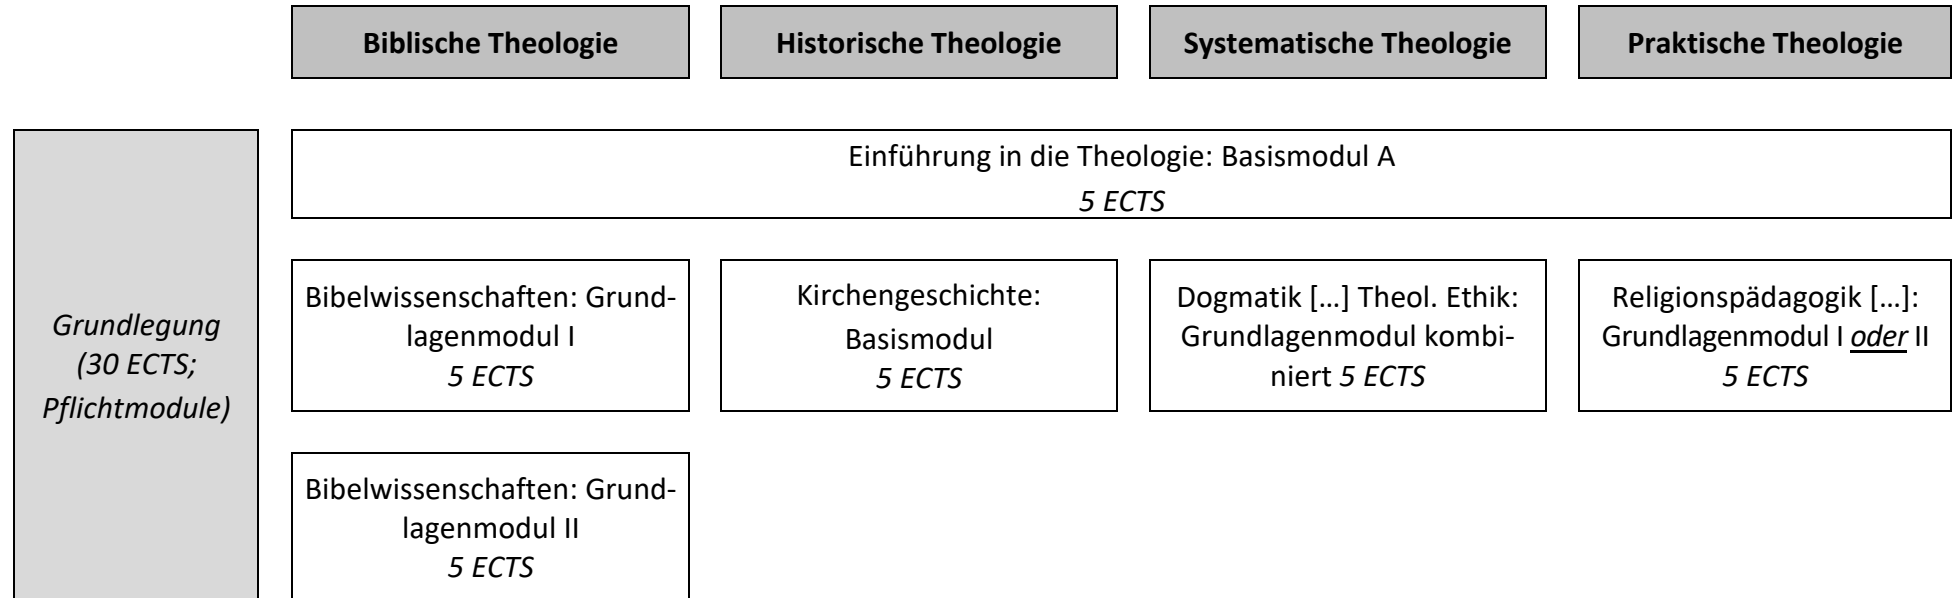 Biblische Theologie
Historische Theologie
Systematische Theologie
Praktische Theologie
Einführung in die Theologie: Basismodul A
5 ECTS
Grundlegung
(30 ECTS;
Pflichtmodule)
Bibelwissenschaften: Grund-
lagenmodul I
5 ECTS
Kirchengeschichte:
Basismodul
5 ECTS
Dogmatik […] Theol. Ethik:
Grundlagenmodul kombi-
niert 5 ECTS
Religionspädagogik […]:
Grundlagenmodul I oder II
5 ECTS
Bibelwissenschaften: Grund-
lagenmodul II
5 ECTS